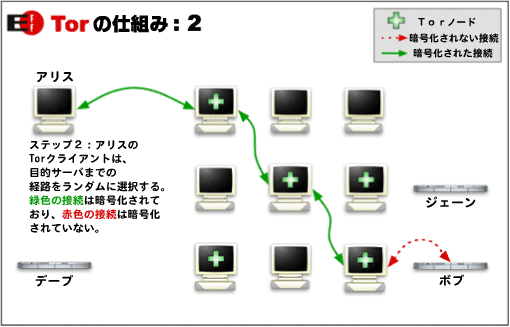 EFF Torの仕組み：2
Torノード
暗号化されない接続
暗号化された接続
アリス
ステップ２：アリスの
Torクライアントは、
目的サーバまでの
経路をランダムに選択する。
緑色の接続は暗号化されて
おり、赤色の接続は暗号化
されていない。
ジェーン
デーブ
ボブ